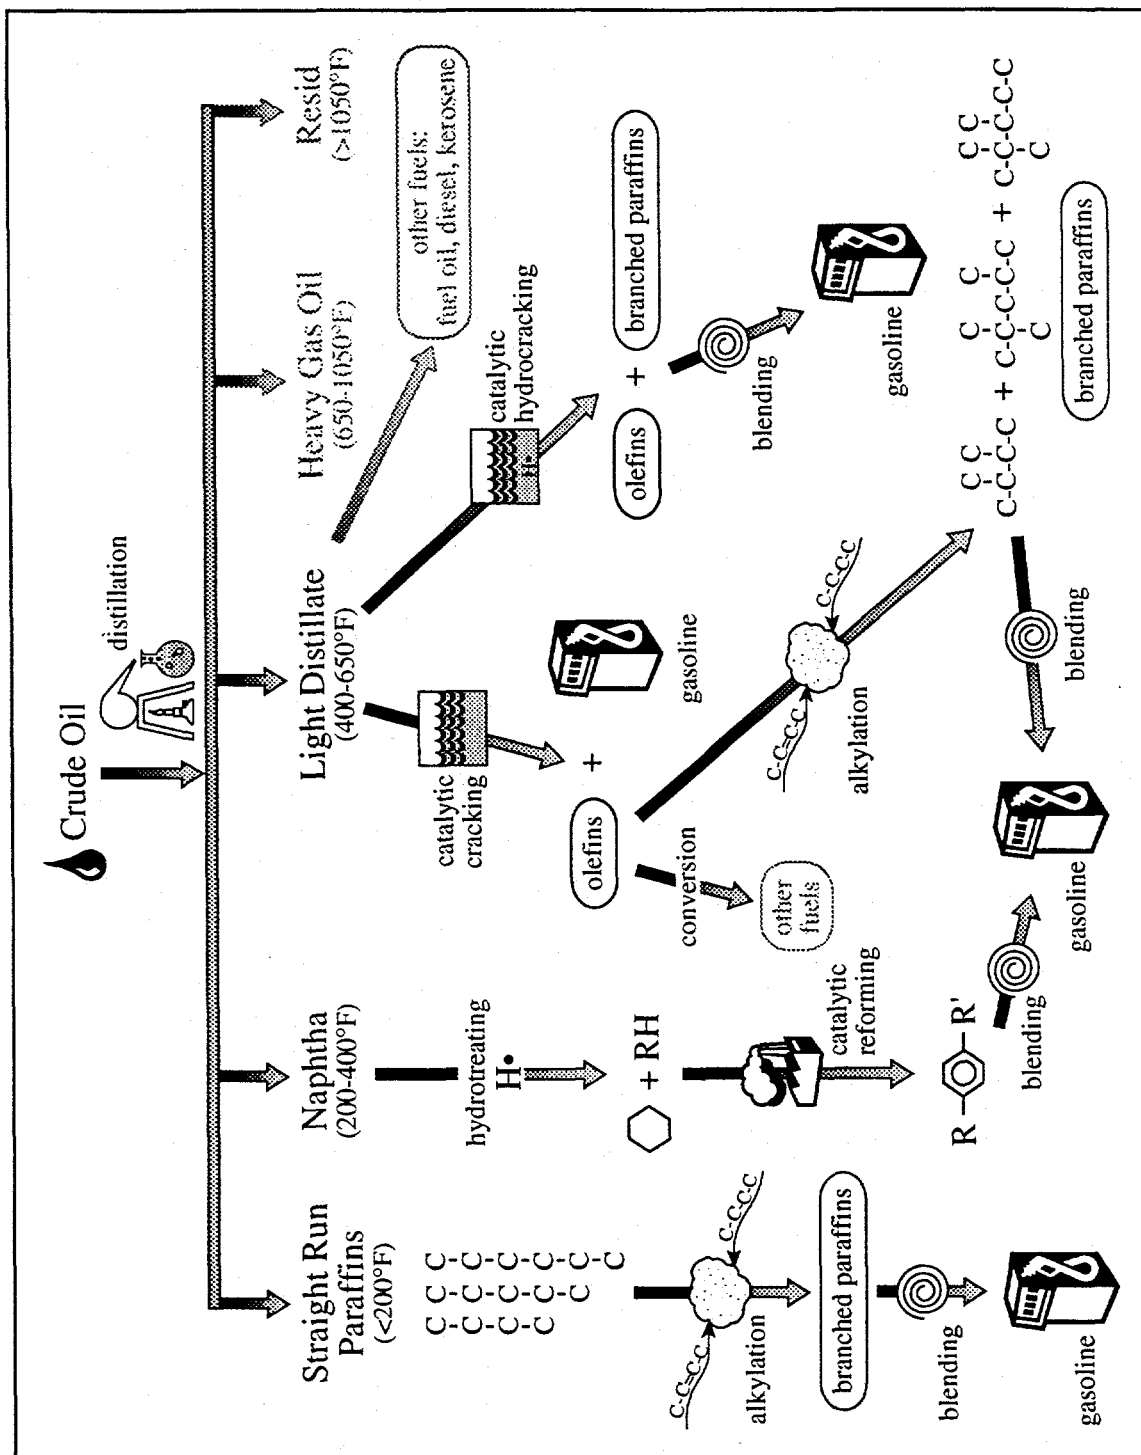 Crude Oil
distillation
Straight Run
Paraffins
(<200°F)
Naphtha
(200-400°F)
Light Distillate
(400-650°F)
Heavy Gas Oil
(650-1050°F)
Resid
(>1050°F)
other fuels:
fuel oil, diesel, kerosene
C-C-C-C
C-C-C-C-C
C-C-C-C-C-C
hydrotreating
H•
catalytic
cracking
catalytic
hydrocracking
H•
+ RH
olefins
+
gasoline
olefins
+
branched paraffins
C-C=C-C
C-C-C-C
alkylation
conversion
other
fuels
C-C=C-C
C-C-C-C
alkylation
blending
gasoline
branched paraffins
catalytic
reforming
R
R'
C C
C-C-C-C + C-C-C-C-C + C-C-C-C-C
C C
C
C C
C
branched paraffins
blending
blending
blending
gasoline
gasoline